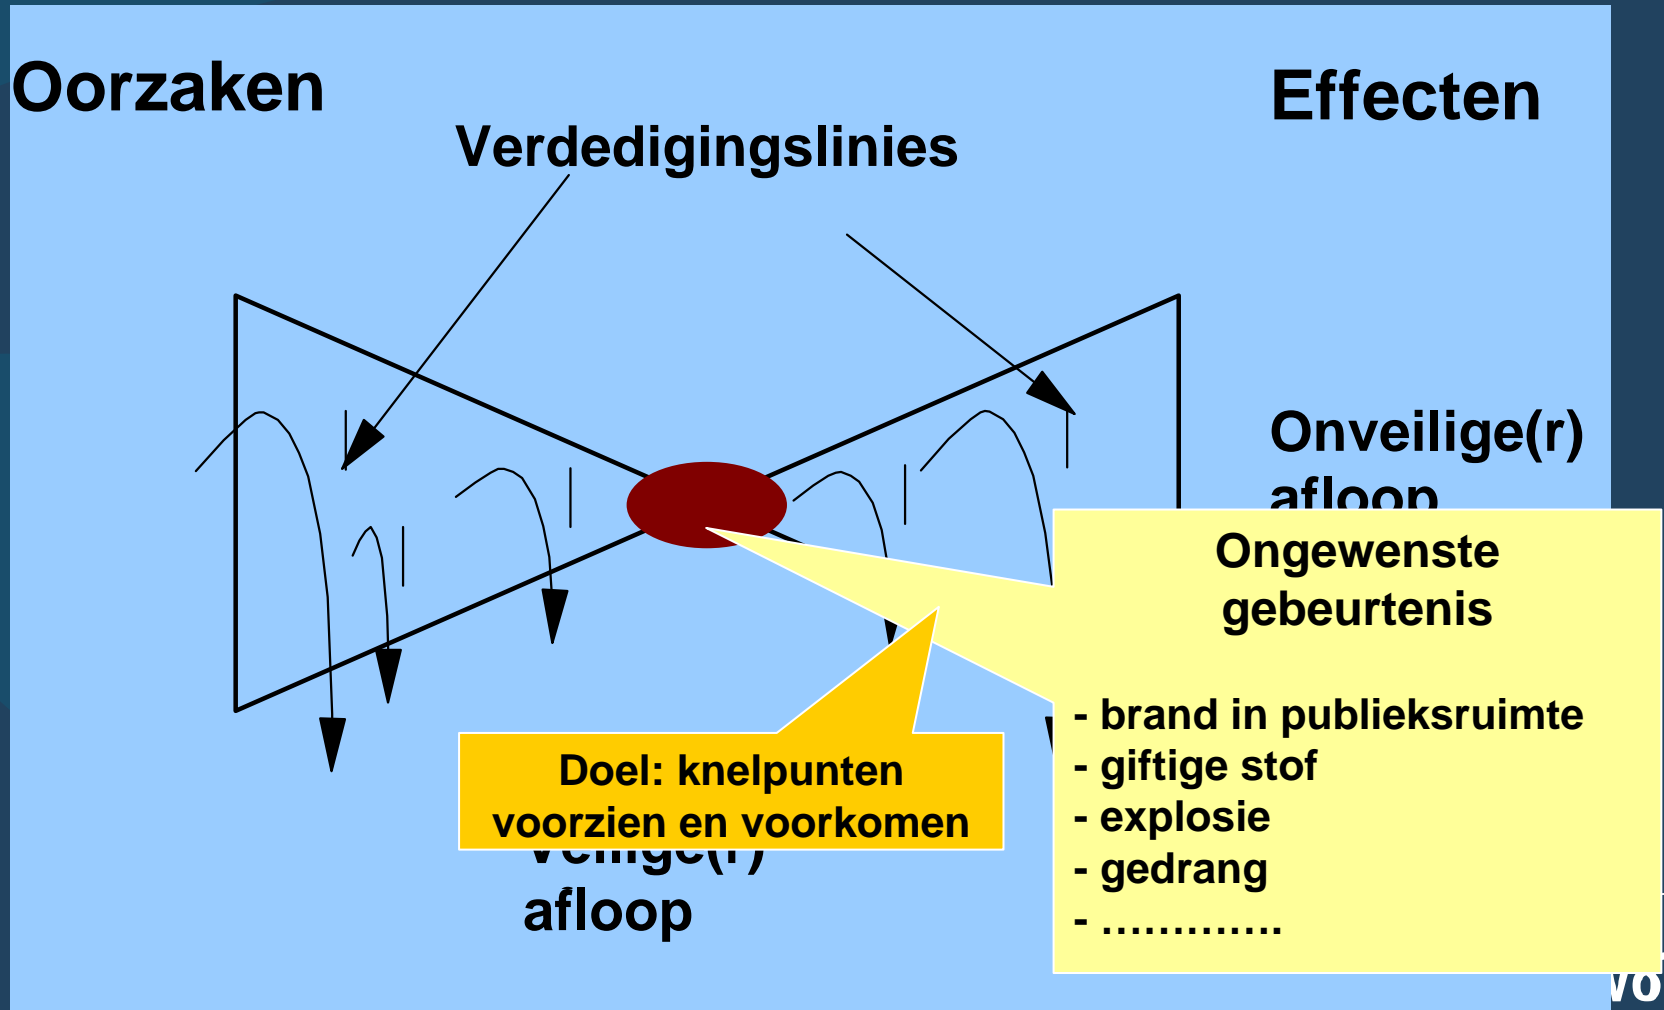 Oorzaken
Effecten
Verdedigingslinies
Onveilige(r)
afloop
Ongewenste
gebeurtenis
- brand in publieksruimte
- giftige stof
- explosie
- gedrang
- ………….
Doel: knelpunten
voorzien en voorkomen
Veilige(r)
afloop